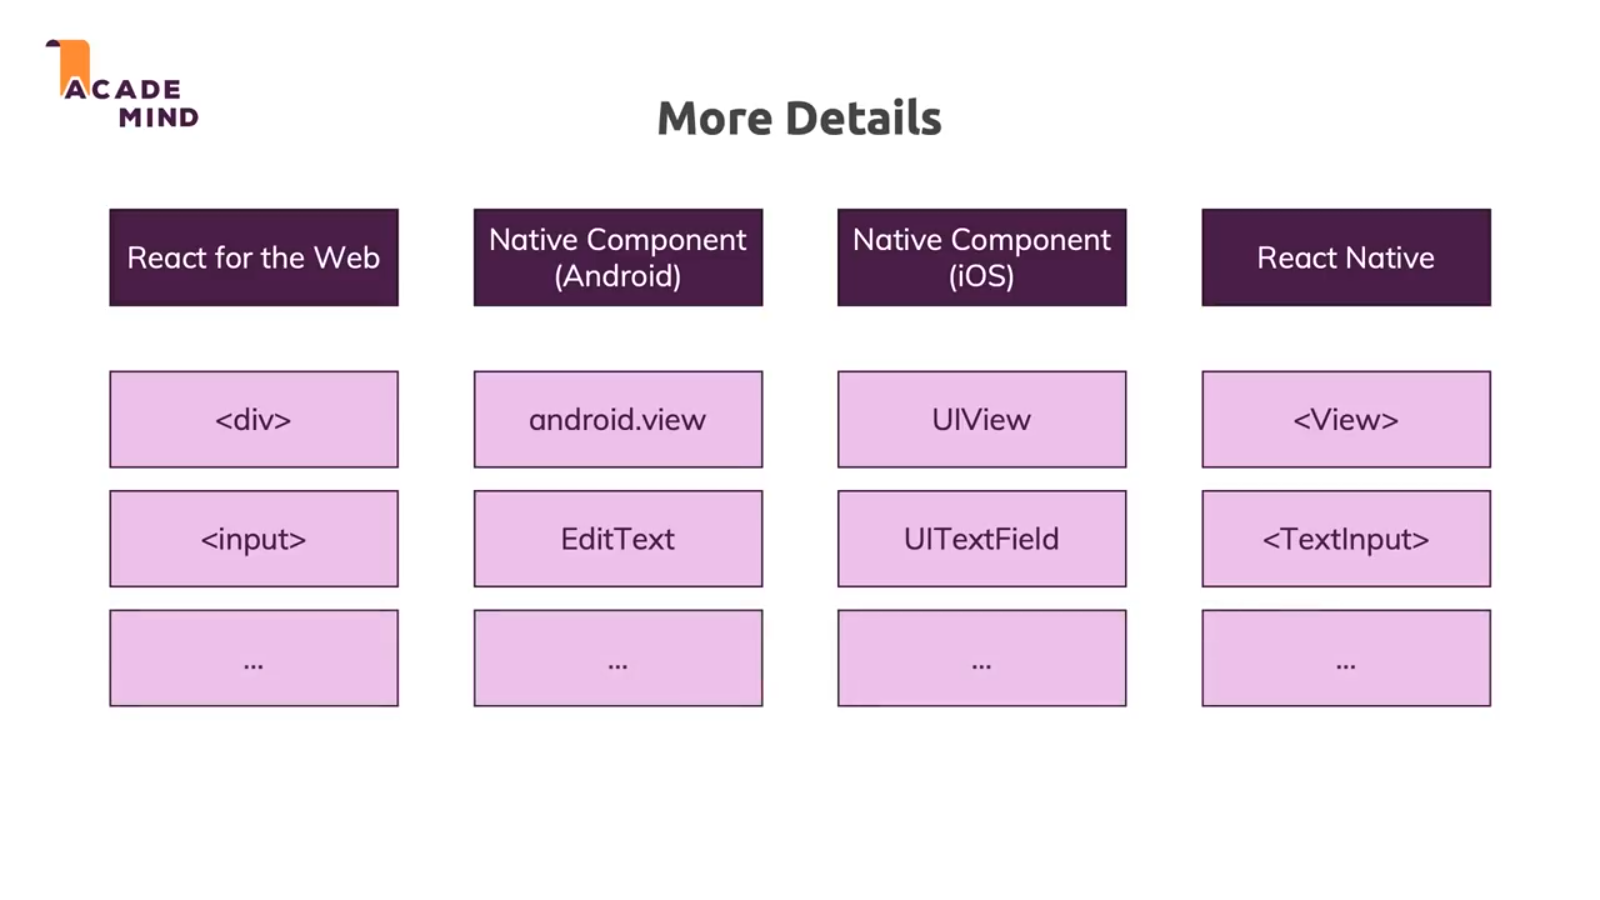 ACADE
MIND
More Details
React for the Web
Native Component
(Android)
Native Component
(iOS)
React Native
<div>
android.view
UIView
<View>
<input>
EditText
UITextField
<TextInput>
...
...
...
...